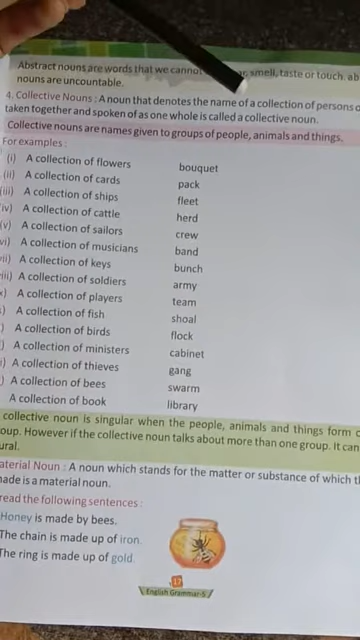 Abstract nouns are words that we cannot smell, taste or touch.
nouns are uncountable.
4. Collective Nouns : A noun that denotes the name of a collection of persons
taken together and spoken of as one whole is called a collective noun.
Collective nouns are names given to groups of people, animals and things.
For examples :
(i) A collection of flowers bouquet
(ii) A collection of cards pack
(iii) A collection of ships fleet
iv) A collection of cattle herd
(v) A collection of sailors crew
vi) A collection of musicians band
vii) A collection of keys bunch
iii) A collection of soldiers army
x) A collection of players team
) A collection of fish shoal
) A collection of birds flock
) A collection of ministers cabinet
i) A collection of thieves gang
) A collection of bees swarm
A collection of book library
collective noun is singular when the people, animals and things form
However if the collective noun talks about more than one group. It can
Noun : A noun which stands for the matter or substance of which
is a material noun.
read the following sentences :
Honey is made by bees.
The chain is made up of iron.
The ring is made up of gold.
17
English Grammar-5